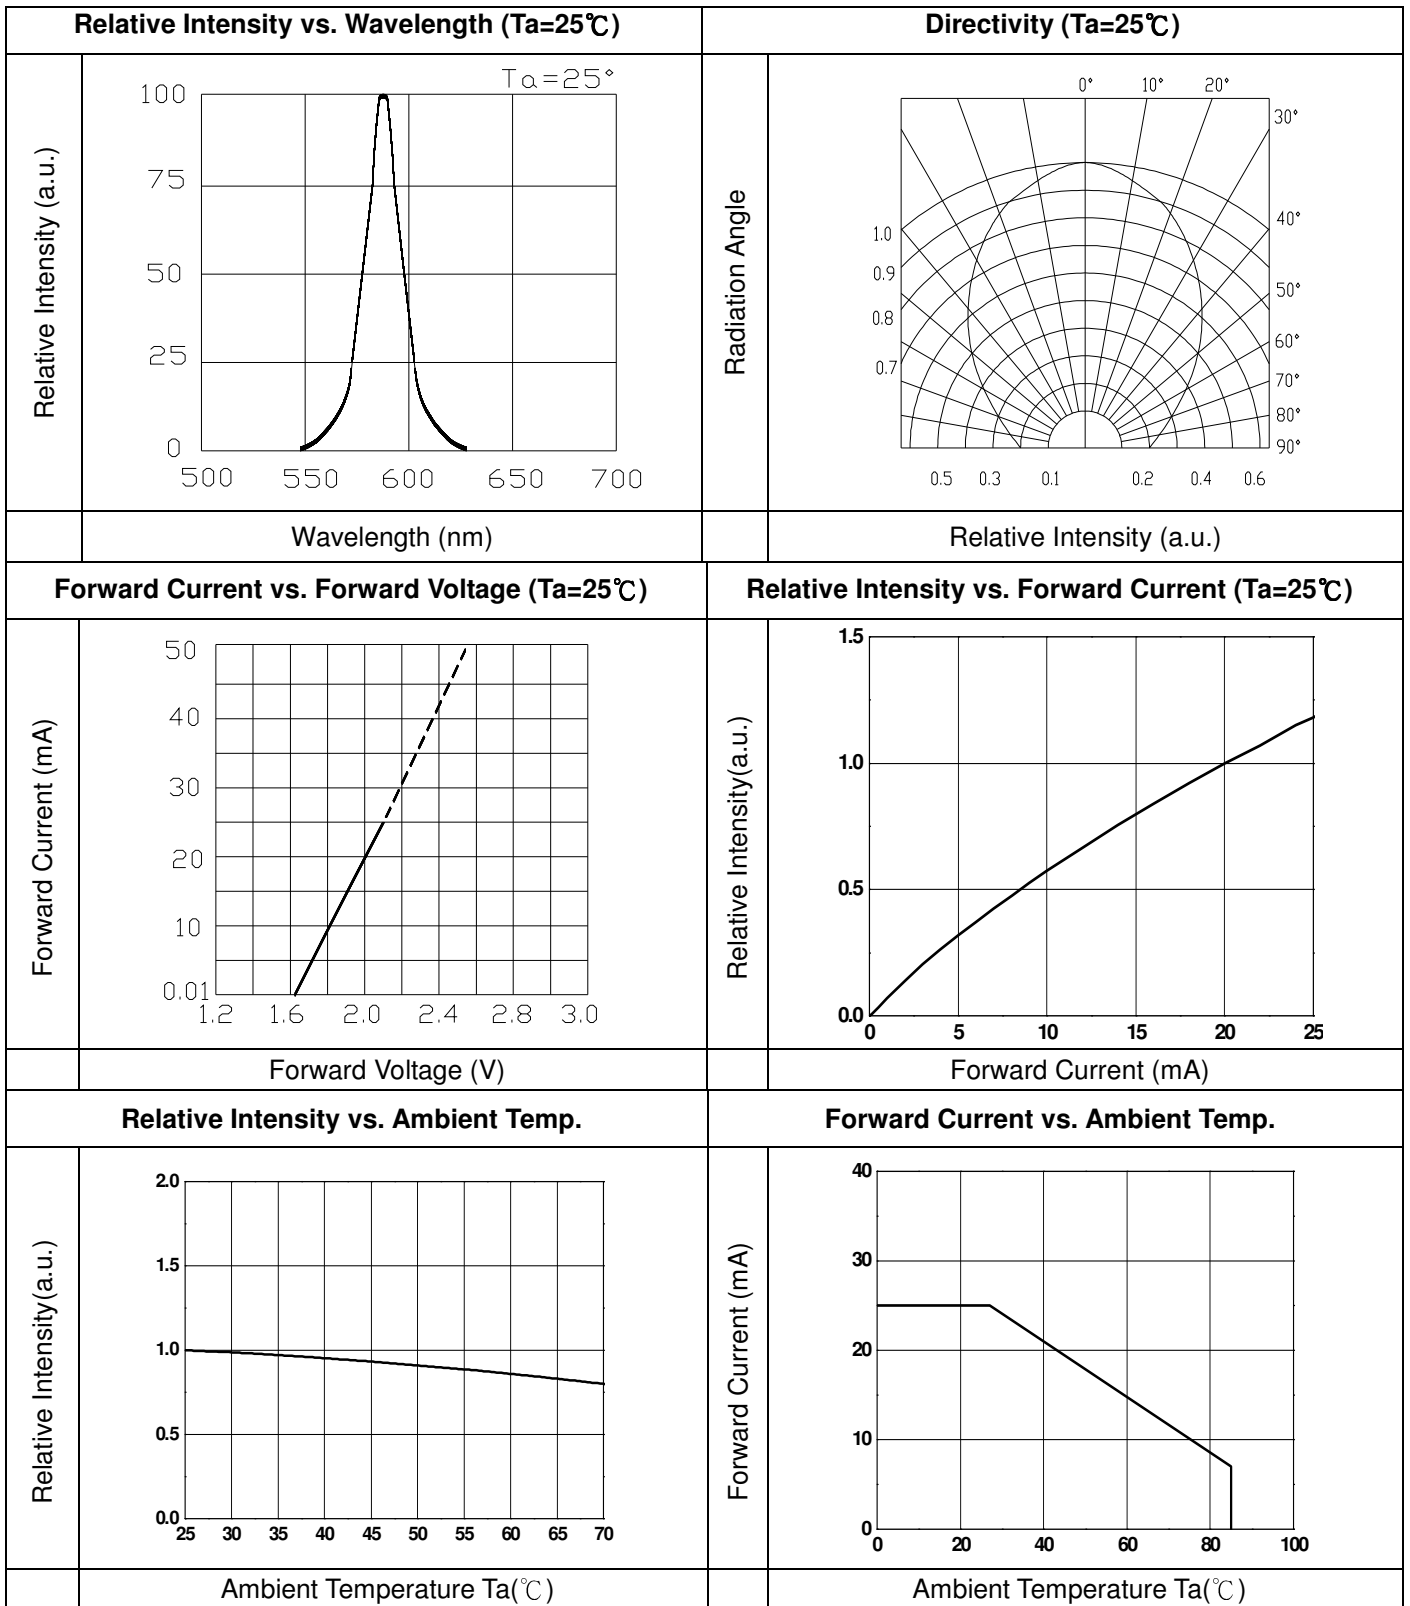 Relative Intensity vs. Wavelength (Ta=25℃)
Directivity (Ta=25℃)
Relative Intensity (a.u.)
Ta=25°
100
75
50
25
0
500 550 600 650 700
Radiation Angle
0° 10° 20°
30°
40°
50°
60°
70°
80°
90°
1.0
0.9
0.8
0.7
0.5 0.3 0.1 0.2 0.4 0.6
Wavelength (nm)
Relative Intensity (a.u.)
Forward Current vs. Forward Voltage (Ta=25℃)
Relative Intensity vs. Forward Current (Ta=25℃)
Forward Current (mA)
50
40
30
20
10
0.01
1.2 1.6 2.0 2.4 2.8 3.0
Relative Intensity(a.u.)
1.5
1.0
0.5
0.0
0 5 10 15 20 25
Forward Voltage (V)
Forward Current (mA)
Relative Intensity vs. Ambient Temp.
Forward Current vs. Ambient Temp.
Relative Intensity(a.u.)
2.0
1.5
1.0
0.5
0.0
25 30 35 40 45 50 55 60 65 70
Forward Current (mA)
40
30
20
10
0
0 20 40 60 80 100
Ambient Temperature Ta(℃)
Ambient Temperature Ta(℃)